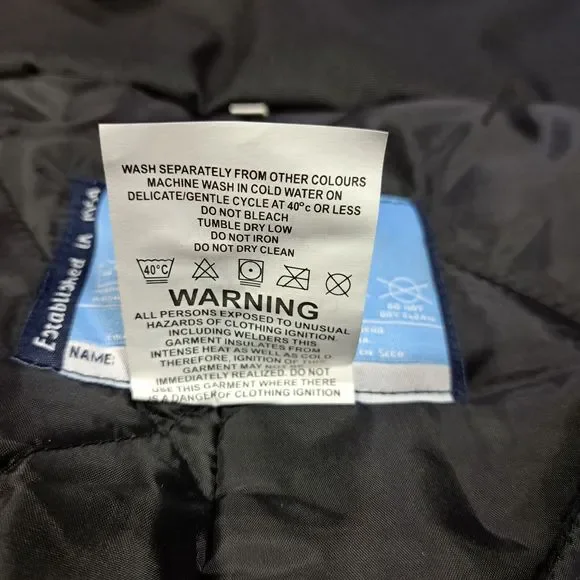 WASH SEPARATELY FROM OTHER COLOURS
MACHINE WASH IN COLD WATER ON
DELICATE/GENTLE CYCLE AT 40°c OR LESS
DO NOT BLEACH
TUMBLE DRY LOW
DO NOT IRON
DO NOT DRY CLEAN
40°C
WARNING
ALL PERSONS EXPOSED TO UNUSUAL
HAZARDS OF CLOTHING IGNITION.
INCLUDING WELDERS THIS
GARMENT INSULATES FROM
INTENSE HEAT AS WELL AS COLD.
THEREFORE, IGNITION OF THIS
GARMENT MAY NOT BE
IMMEDIATELY REALIZED. DO NOT
USE THIS GARMENT WHERE THERE
IS A DANGER OF CLOTHING IGNITION
Established in
NAME:
DO NOT
DRY CLEAN
EN SECO